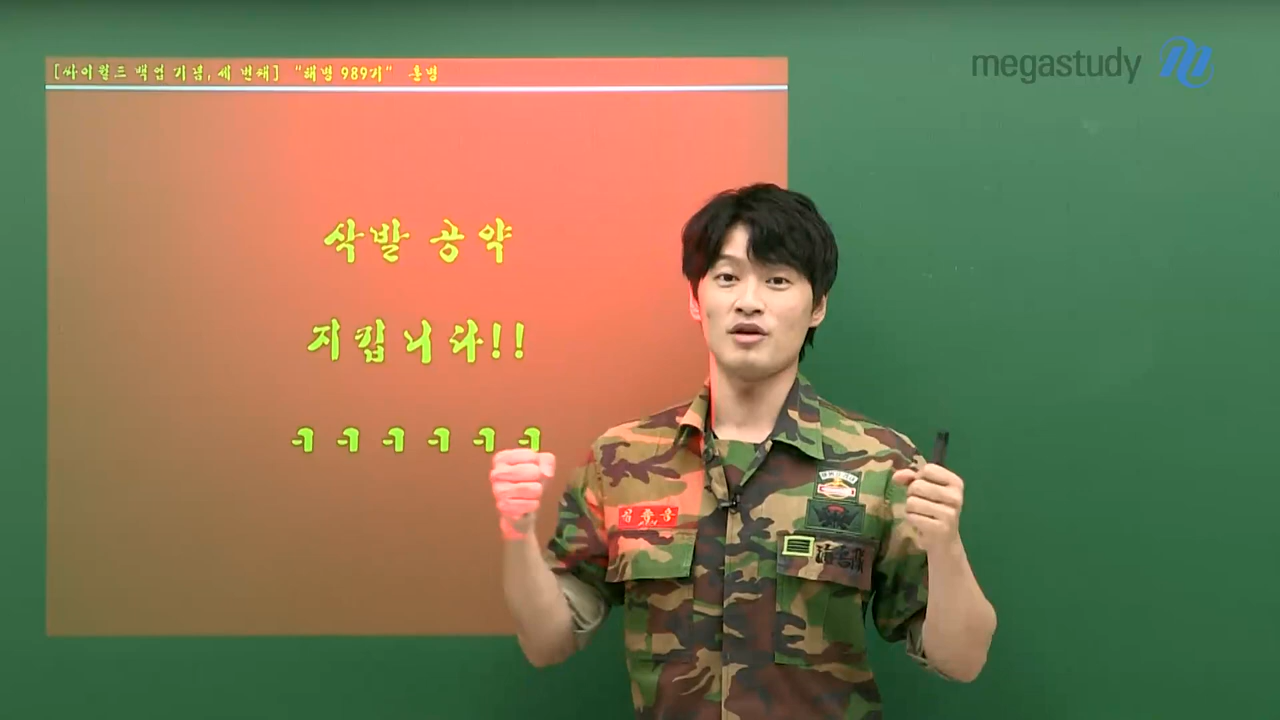 [싸이월드 백업 기념, 세 번째] "해병 989기" 훈병
megastudy
삭발 공약
지킵니다!!
ㅋㅋㅋㅋㅋㅋ